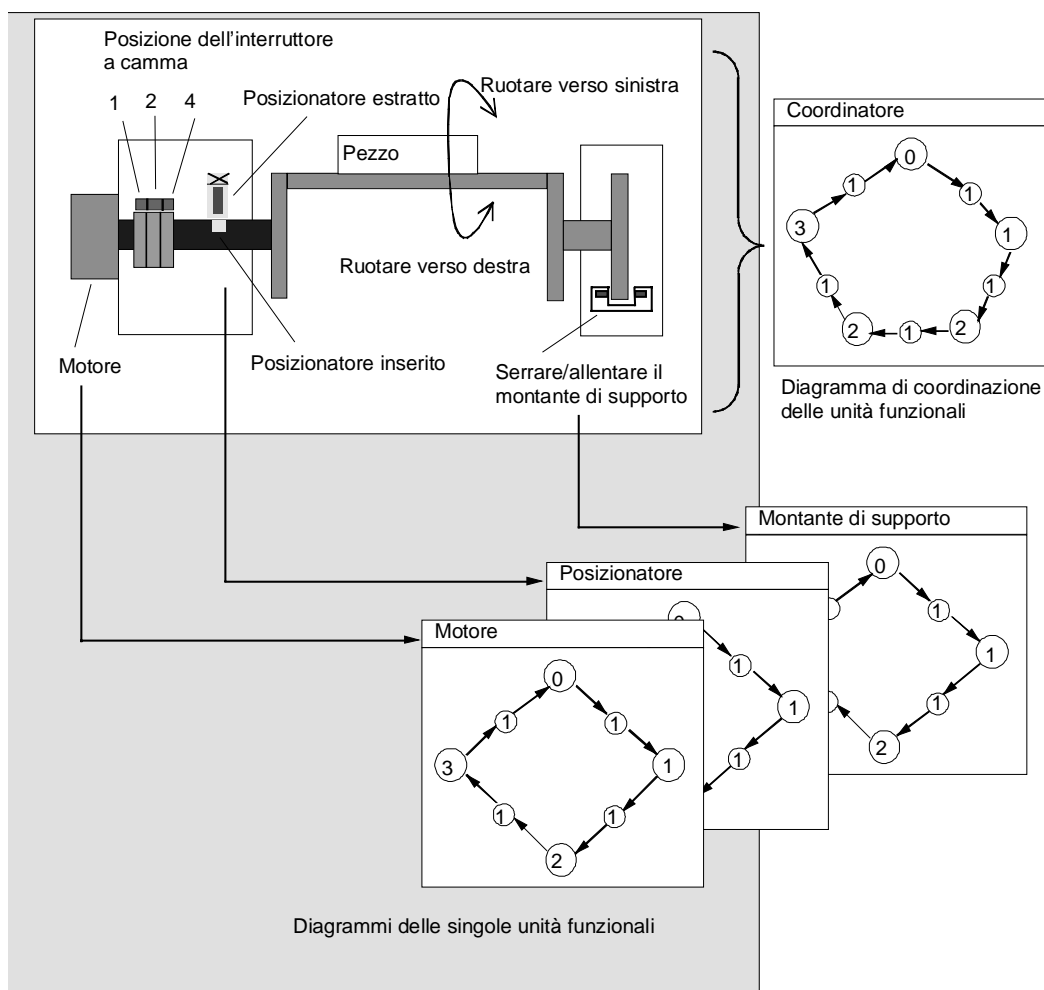 Posizione dell'interruttore
a camma
1 2 4
Posizionatore estratto
Ruotare verso sinistra
Pezzo
Ruotare verso destra
Motore
Posizionatore inserito
Serrare/allentare il
montante di supporto
Coordinatore
0
1
1
1
1
2
1
2
1
3
1
Diagramma di coordinazione
delle unità funzionali
Montante di supporto
0
1
1
1
2
Posizionatore
1
1
1
Motore
0
1
1
1
2
1
3
1
Diagrammi delle singole unità funzionali